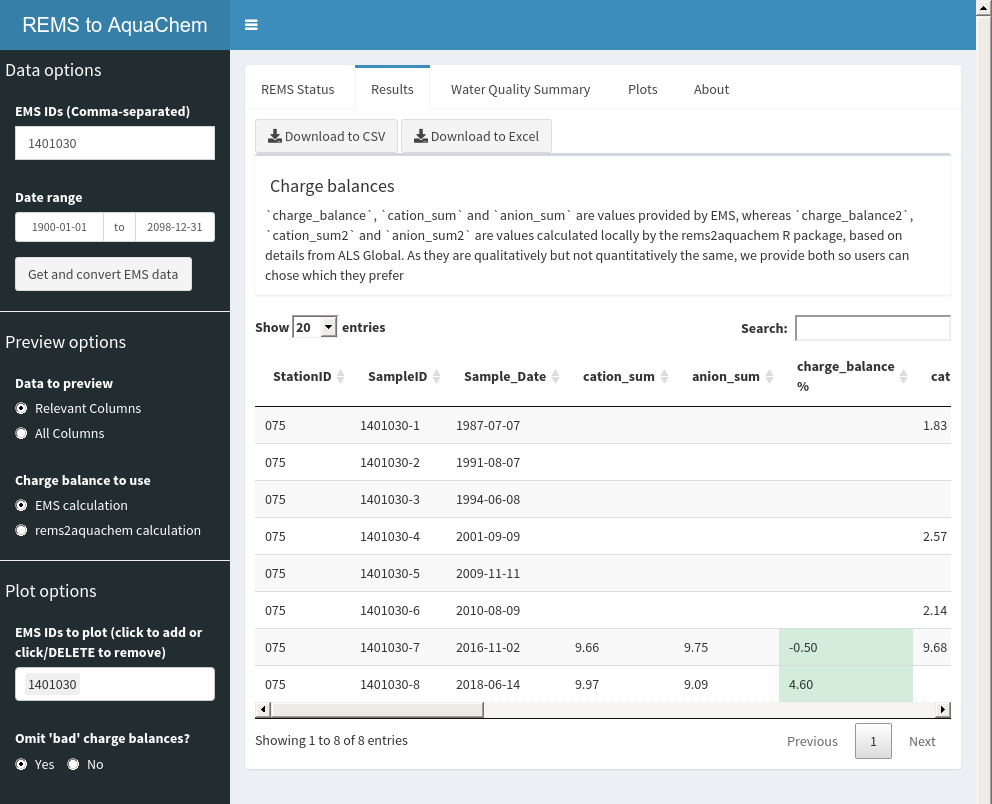 REMS to AquaChem
Data options
EMS IDs (Comma-separated)
1401030
Date range
1900-01-01 to 2098-12-31
Get and convert EMS data
Preview options
Data to preview
Relevant Columns
All Columns
Charge balance to use
EMS calculation
rems2aquachem calculation
Plot options
EMS IDs to plot (click to add or
click/DELETE to remove)
1401030
Omit 'bad' charge balances?
Yes No
REMS Status Results Water Quality Summary Plots About
Download to CSV Download to Excel
Charge balances
`charge_balance`, `cation_sum` and `anion_sum` are values provided by EMS, whereas `charge_balance2`,
`cation_sum2` and `anion_sum2` are values calculated locally by the rems2aquachem R package, based on
details from ALS Global. As they are qualitatively but not quantitatively the same, we provide both so users can
chose which they prefer
Show 20 entries Search:
StationID SampleID Sample_Date cation_sum anion_sum charge_balance cat
%
075 1401030-1 1987-07-07 1.83
075 1401030-2 1991-08-07
075 1401030-3 1994-06-08
075 1401030-4 2001-09-09 2.57
075 1401030-5 2009-11-11
075 1401030-6 2010-08-09 2.14
075 1401030-7 2016-11-02 9.66 9.75 -0.50 9.68
075 1401030-8 2018-06-14 9.97 9.09 4.60
Showing 1 to 8 of 8 entries Previous 1 Next